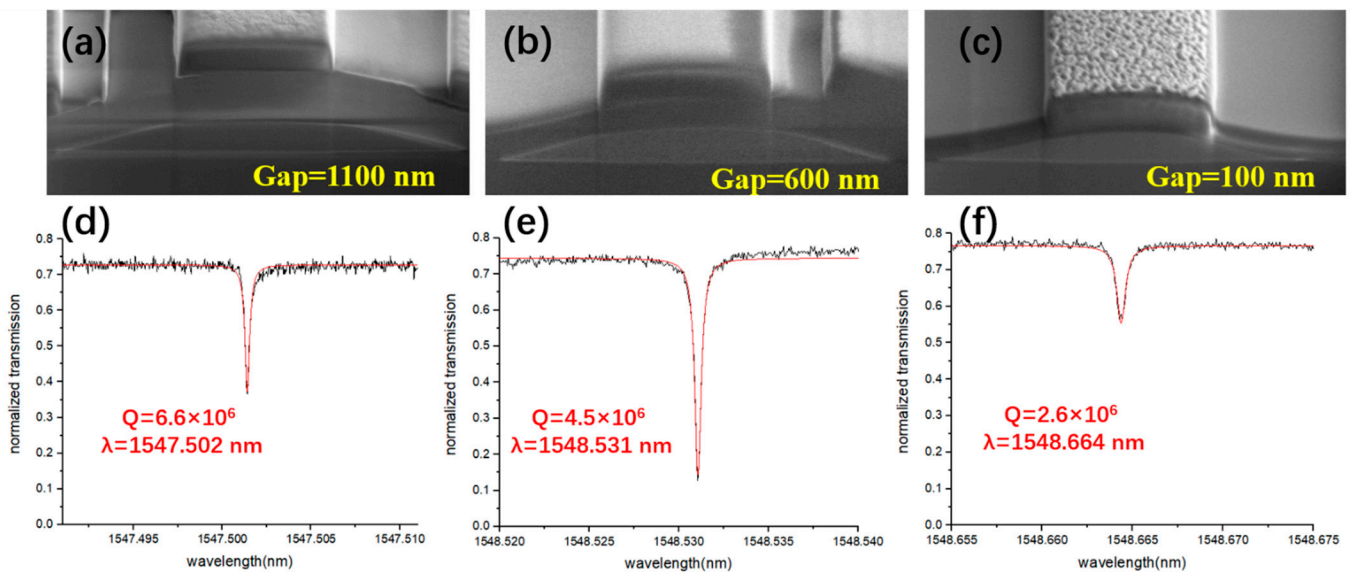 (a)
Gap=1100 nm
(b)
Gap=600 nm
(c)
Gap=100 nm
(d)
normalized transmission
0.8
0.7
0.6
0.5
0.4
0.3
0.2
0.1
0.0
Q=6.6×10⁶
λ=1547.502 nm
1547.495 1547.500 1547.505 1547.510
wavelength(nm)
(e)
normalized transmission
0.8
0.7
0.6
0.5
0.4
0.3
0.2
0.1
0.0
Q=4.5×10⁶
λ=1548.531 nm
1548.520 1548.525 1548.530 1548.535 1548.540
wavelength(nm)
(f)
normalized transmission
0.8
0.7
0.6
0.5
0.4
0.3
0.2
0.1
0.0
Q=2.6×10⁶
λ=1548.664 nm
1548.655 1548.660 1548.665 1548.670 1548.675
wavelength(nm)